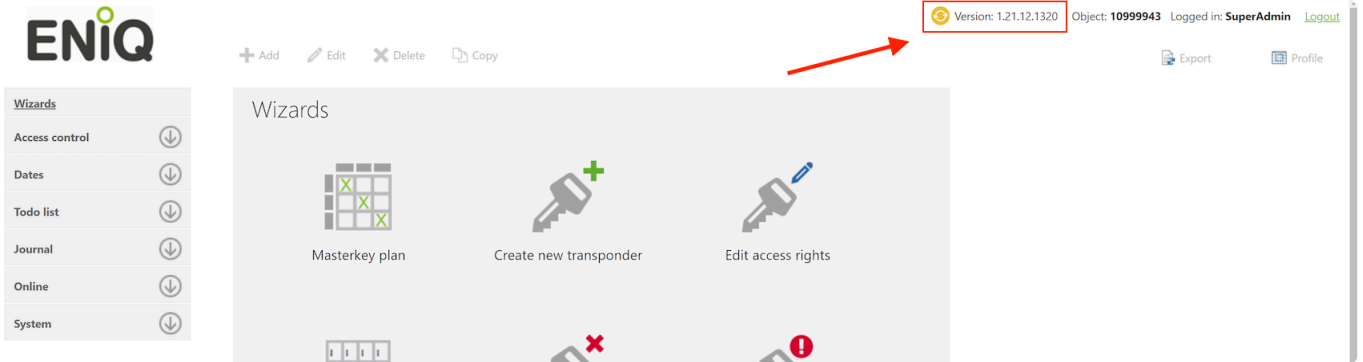 ENiQ
Version: 1.21.12.1320 Object: 10999943 Logged in: SuperAdmin Logout
Add Edit Delete Copy Export Profile
Wizards
Access control
Dates
Todo list
Journal
Online
System
Wizards
Masterkey plan
Create new transponder
Edit access rights